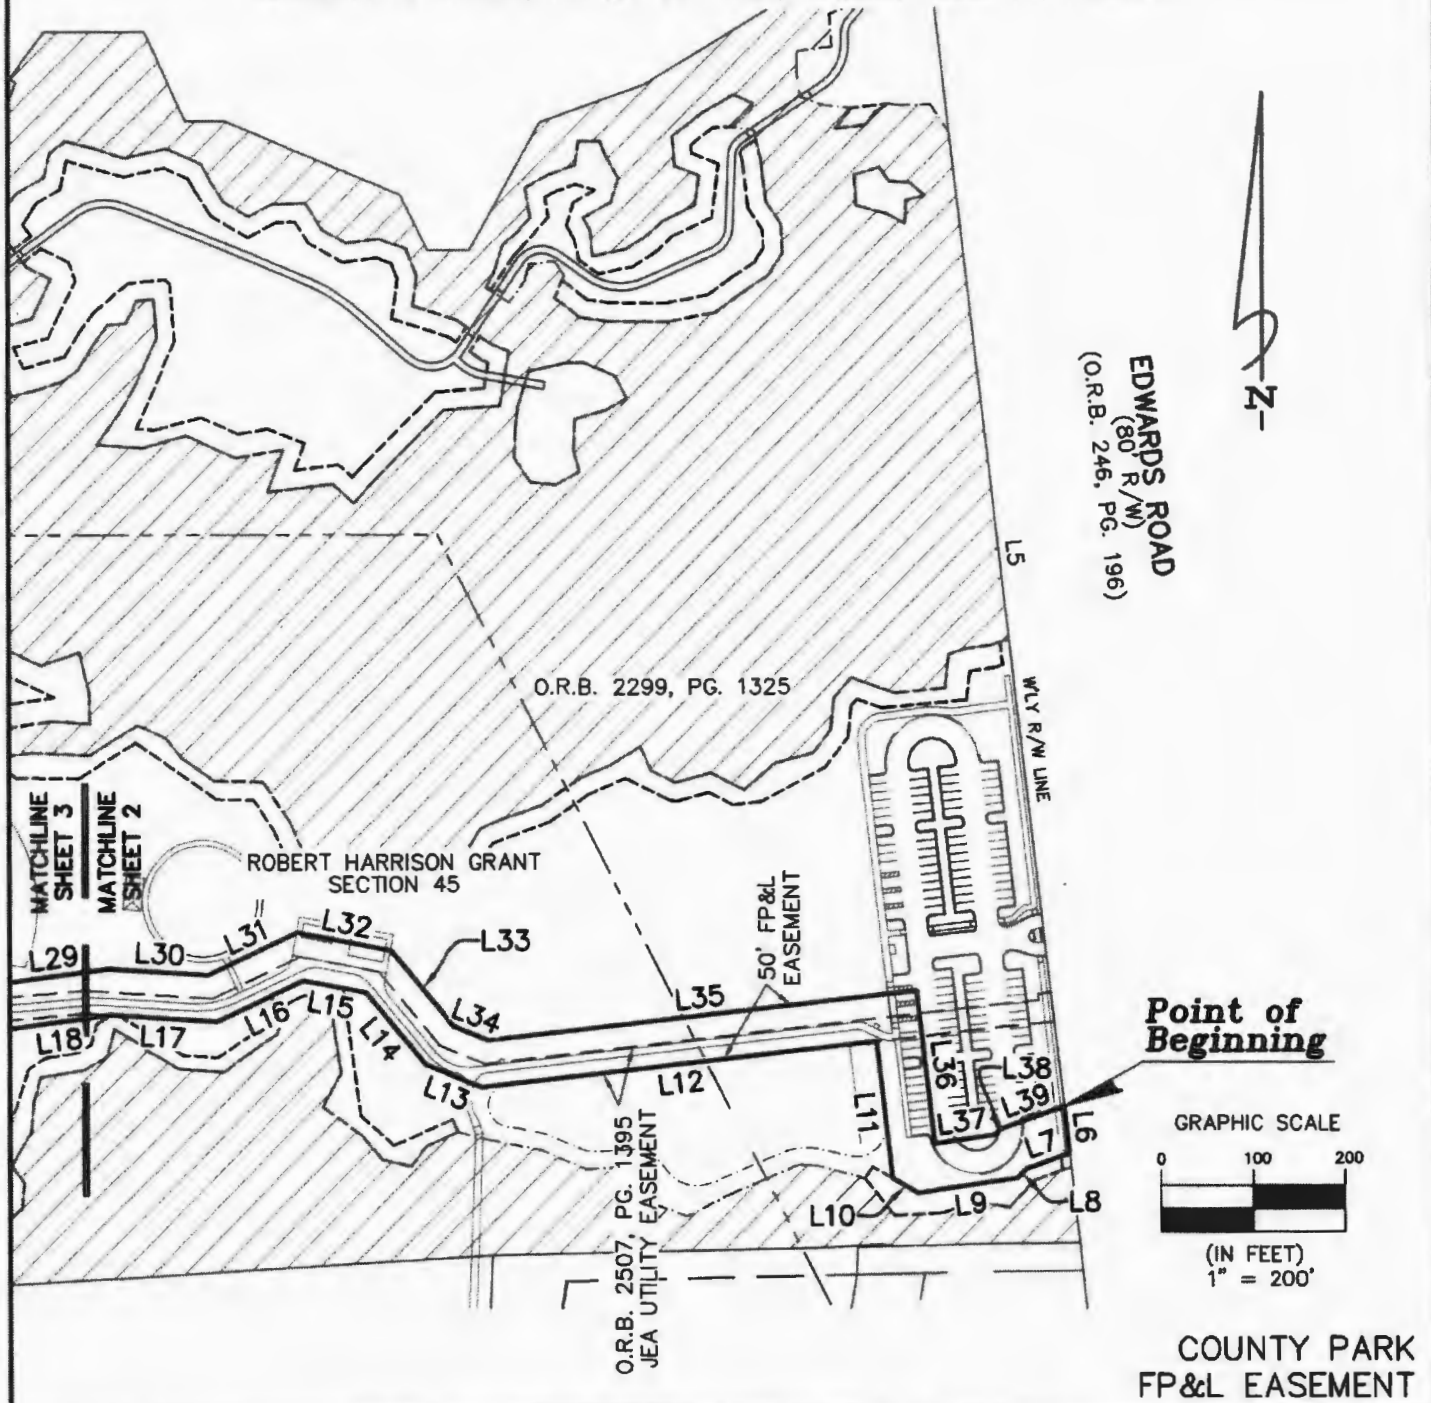 EDWARDS ROAD
(80' R/W)
(O.R.B. 246, PG. 196)
N
L5
O.R.B. 2299, PG. 1325
W'LY R/W LINE
MATCHLINE
SHEET 3
MATCHLINE
SHEET 2
ROBERT HARRISON GRANT
SECTION 45
50' FP&L
EASEMENT
L29
L30
L31
L32
L33
L34
L35
L18
L17
L16
L15
L14
L13
L12
L11
L36
L37
L38
L39
L7
L6
L10
L9
L8
Point of
Beginning
O.R.B. 2507, PG. 1395
JEA UTILITY EASEMENT
GRAPHIC SCALE
0 100 200
(IN FEET)
1" = 200'
COUNTY PARK
FP&L EASEMENT